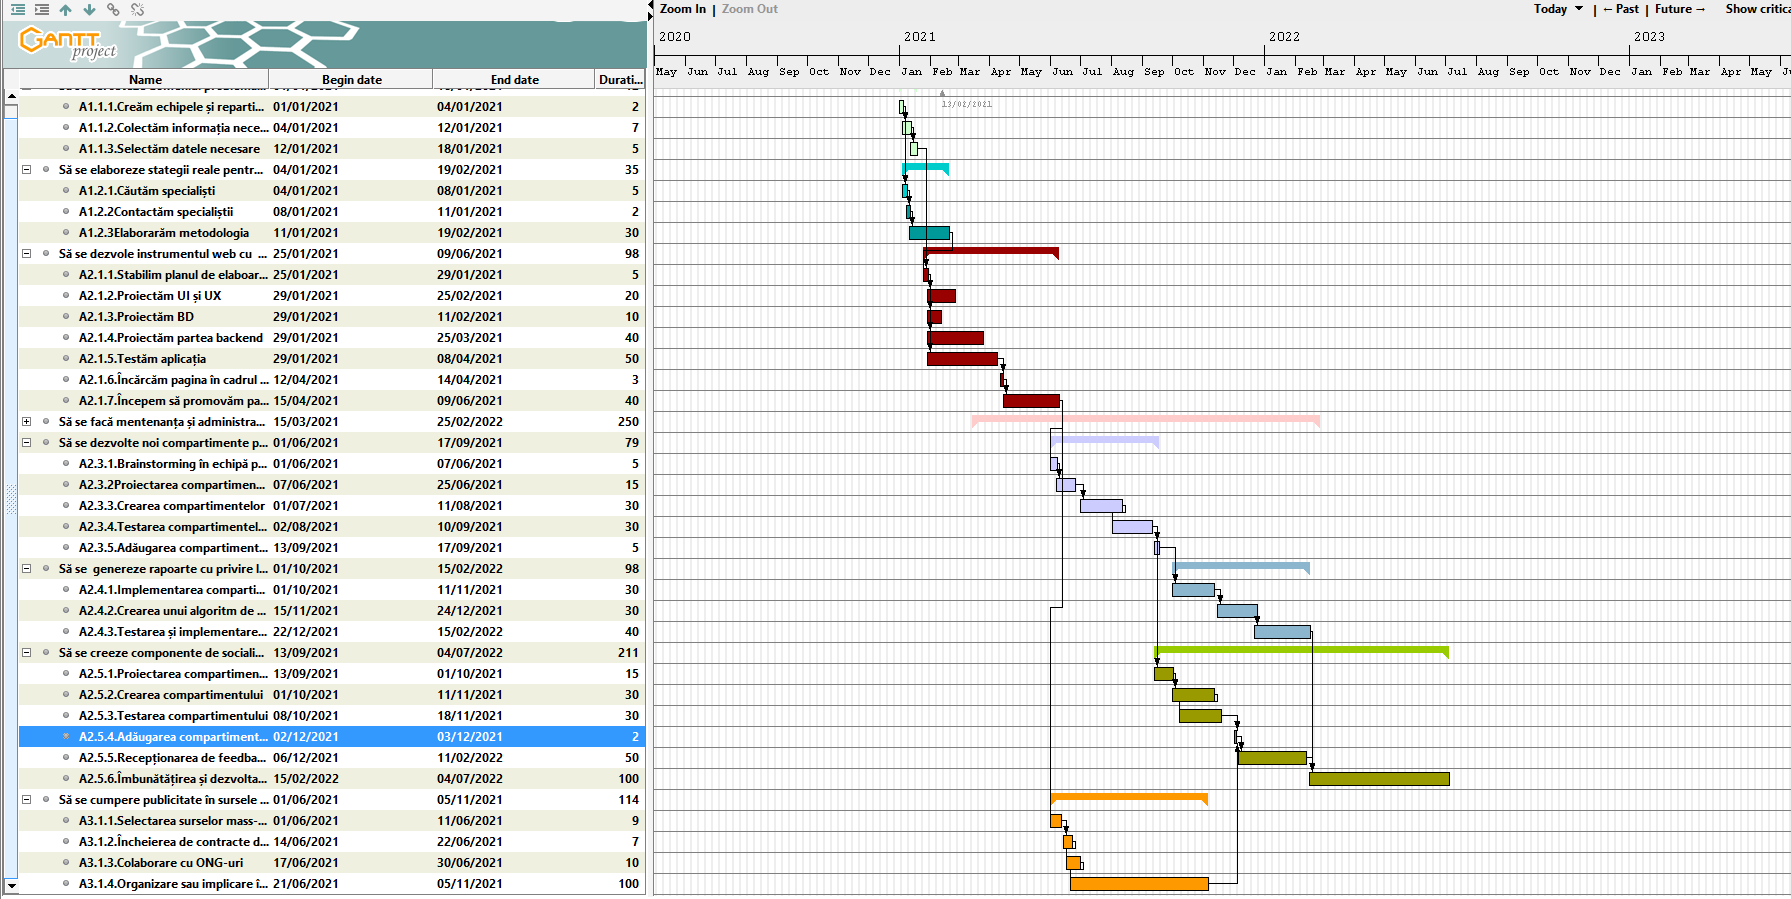 Zoom In | Zoom Out
Today | ←Past | Future→ Show critica
GANTT project
2020 2021 2022 2023
Name Begin date End date Durati...
May Jun Jul Aug Sep Oct Nov Dec Jan Feb Mar Apr May Jun Jul Aug Sep Oct Nov Dec Jan Feb Mar Apr May Jun Jul Aug Sep Oct Nov Dec Jan Feb Mar Apr May
13/02/2021
A1.1.1.Creăm echipele și reparti... 01/01/2021 04/01/2021 2
A1.1.2.Colectăm informația nece... 04/01/2021 12/01/2021 7
A1.1.3.Selectăm datele necesare 12/01/2021 18/01/2021 5
Să se elaboreze stategii reale pentr... 04/01/2021 19/02/2021 35
A1.2.1.Căutăm specialiști 04/01/2021 08/01/2021 5
A1.2.2Contactăm specialiștii 08/01/2021 11/01/2021 2
A1.2.3Elaborarăm metodologia 11/01/2021 19/02/2021 30
Să se dezvole instrumentul web cu ... 25/01/2021 09/06/2021 98
A2.1.1.Stabilim planul de elaboar... 25/01/2021 29/01/2021 5
A2.1.2.Proiectăm UI și UX 29/01/2021 25/02/2021 20
A2.1.3.Proiectăm BD 29/01/2021 11/02/2021 10
A2.1.4.Proiectăm partea backend 29/01/2021 25/03/2021 40
A2.1.5.Testăm aplicația 29/01/2021 08/04/2021 50
A2.1.6.Încărcăm pagina în cadrul ... 12/04/2021 14/04/2021 3
A2.1.7.Începem să promovăm pa... 15/04/2021 09/06/2021 40
Să se facă mentenanța și administra... 15/03/2021 25/02/2022 250
Să se dezvolte noi compartimente p... 01/06/2021 17/09/2021 79
A2.3.1.Brainstorming în echipă p... 01/06/2021 07/06/2021 5
A2.3.2Proiectarea compartimen... 07/06/2021 25/06/2021 15
A2.3.3.Crearea compartimentelor 01/07/2021 11/08/2021 30
A2.3.4.Testarea compartimentel... 02/08/2021 10/09/2021 30
A2.3.5.Adăugarea compartiment... 13/09/2021 17/09/2021 5
Să se genereze rapoarte cu privire l... 01/10/2021 15/02/2022 98
A2.4.1.Implementarea comparti... 01/10/2021 11/11/2021 30
A2.4.2.Crearea unui algoritm de ... 15/11/2021 24/12/2021 30
A2.4.3.Testarea și implementare... 22/12/2021 15/02/2022 40
Să se creeze componente de sociali... 13/09/2021 04/07/2022 211
A2.5.1.Proiectarea compartimen... 13/09/2021 01/10/2021 15
A2.5.2.Crearea compartimentului 01/10/2021 11/11/2021 30
A2.5.3.Testarea compartimentului 08/10/2021 18/11/2021 30
A2.5.4.Adăugarea compartiment... 02/12/2021 03/12/2021 2
A2.5.5.Recepționarea de feedba... 06/12/2021 11/02/2022 50
A2.5.6.Îmbunătățirea și dezvolta... 15/02/2022 04/07/2022 100
Să se cumpere publicitate în sursele ... 01/06/2021 05/11/2021 114
A3.1.1.Selectarea surselor mass-... 01/06/2021 11/06/2021 9
A3.1.2.Încheierea de contracte d... 14/06/2021 22/06/2021 7
A3.1.3.Colaborare cu ONG-uri 17/06/2021 30/06/2021 10
A3.1.4.Organizare sau implicare î... 21/06/2021 05/11/2021 100